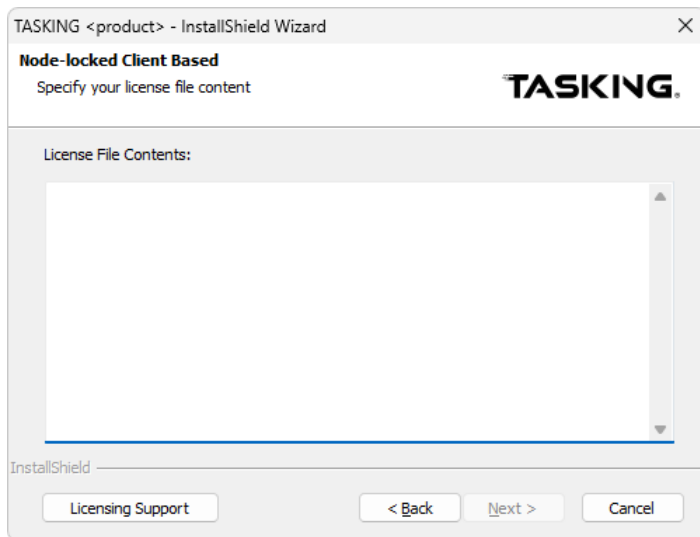 TASKING <product> - InstallShield Wizard
Node-locked Client Based
Specify your license file content
TASKING®
License File Contents:
InstallShield
Licensing Support
< Back
Next >
Cancel